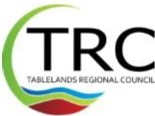 TRC
TABLELANDS REGIONAL COUNCIL